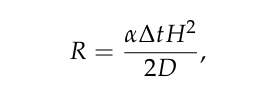 R = αΔtH²/2D,